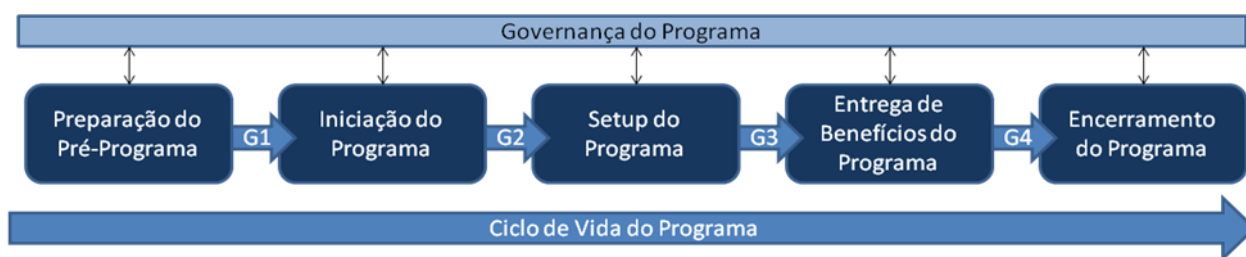 Governança do Programa
Preparação do
Pré-Programa
G1
Iniciação do
Programa
G2
Setup do
Programa
G3
Entrega de
Benefícios do
Programa
G4
Encerramento
do Programa
Ciclo de Vida do Programa